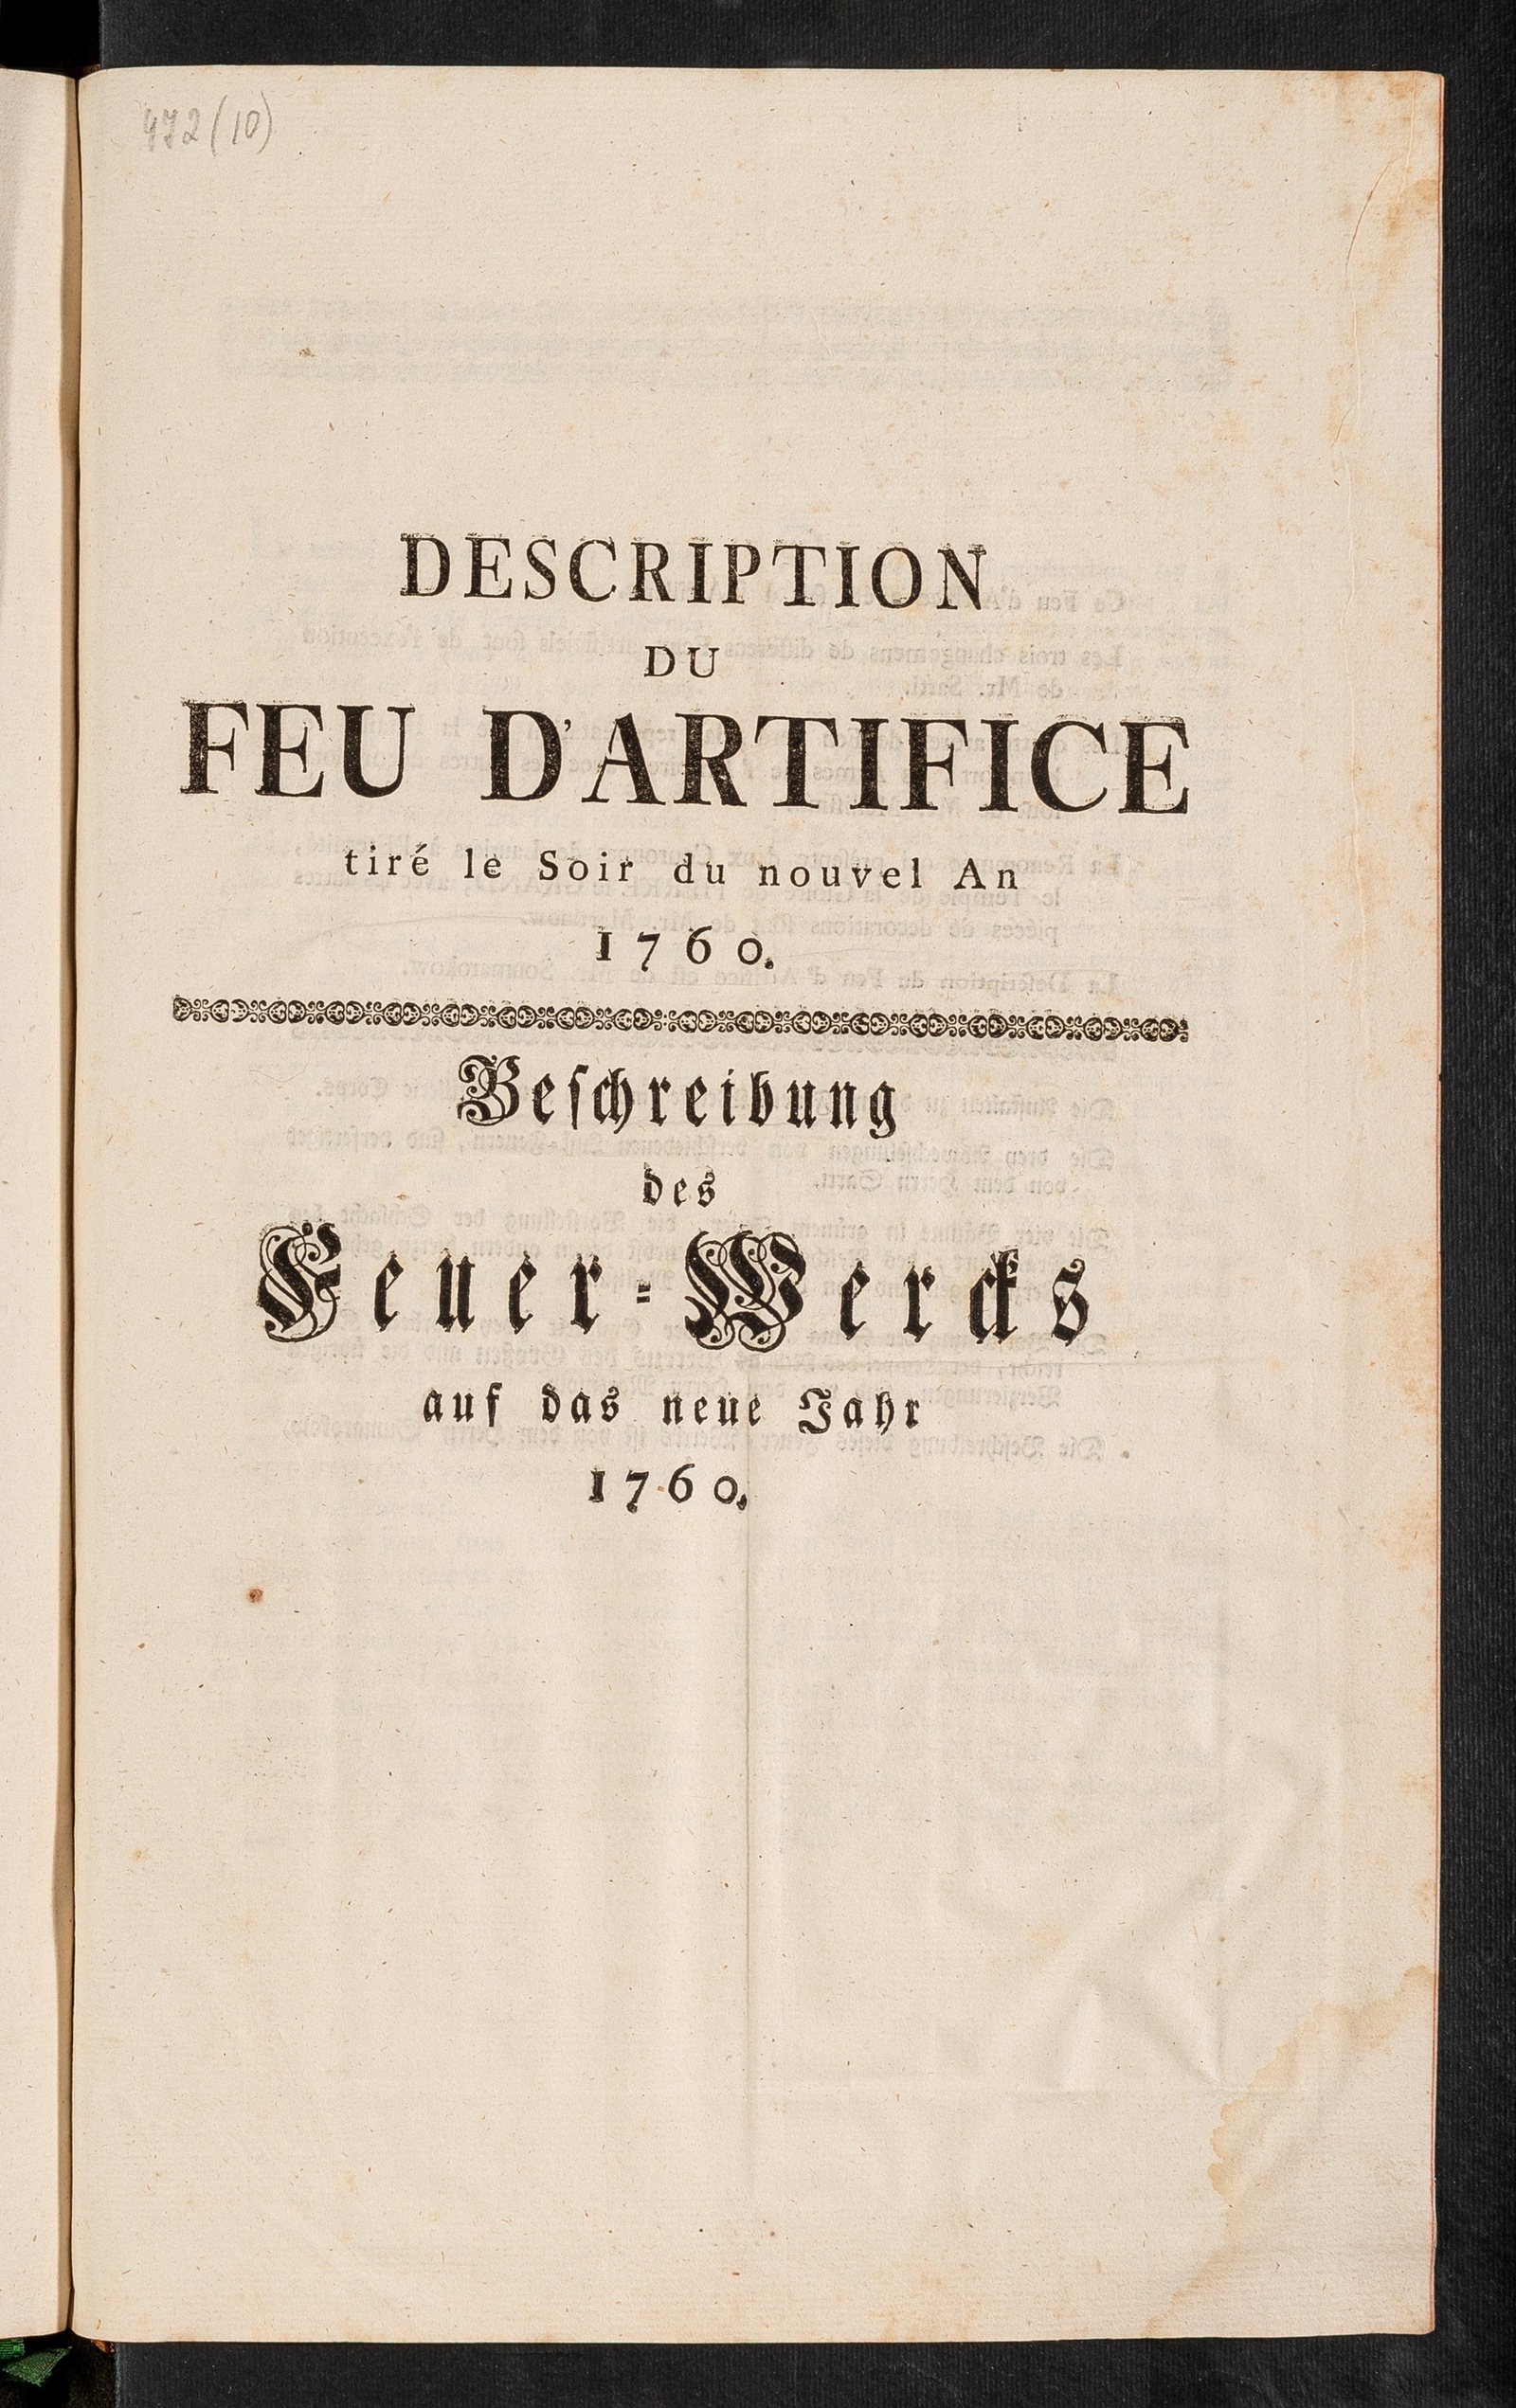 472(10)
DESCRIPTION
DU
FEU D'ARTIFICE
tiré le Soir du nouvel An
1760.
Beſchreibung
des
Feuer-Wercks
auf das neue Jahr
1760.